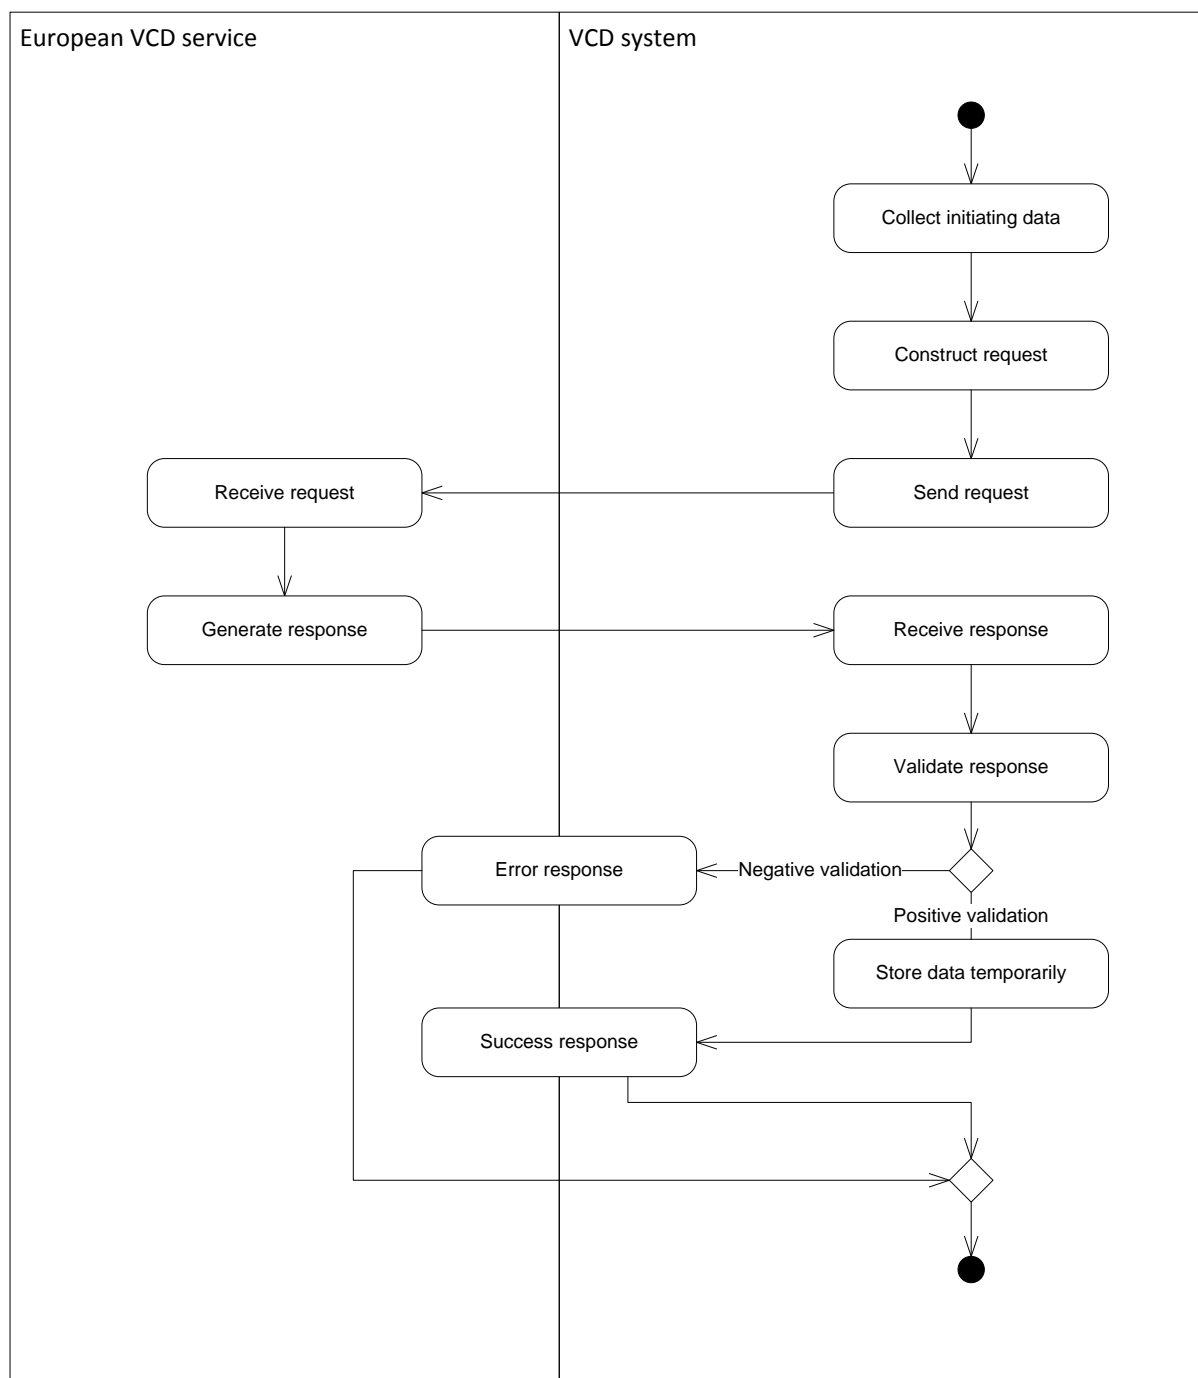 European VCD service
VCD system
Collect initiating data
Construct request
Receive request
Send request
Generate response
Receive response
Validate response
Error response
Negative validation
Positive validation
Store data temporarily
Success response